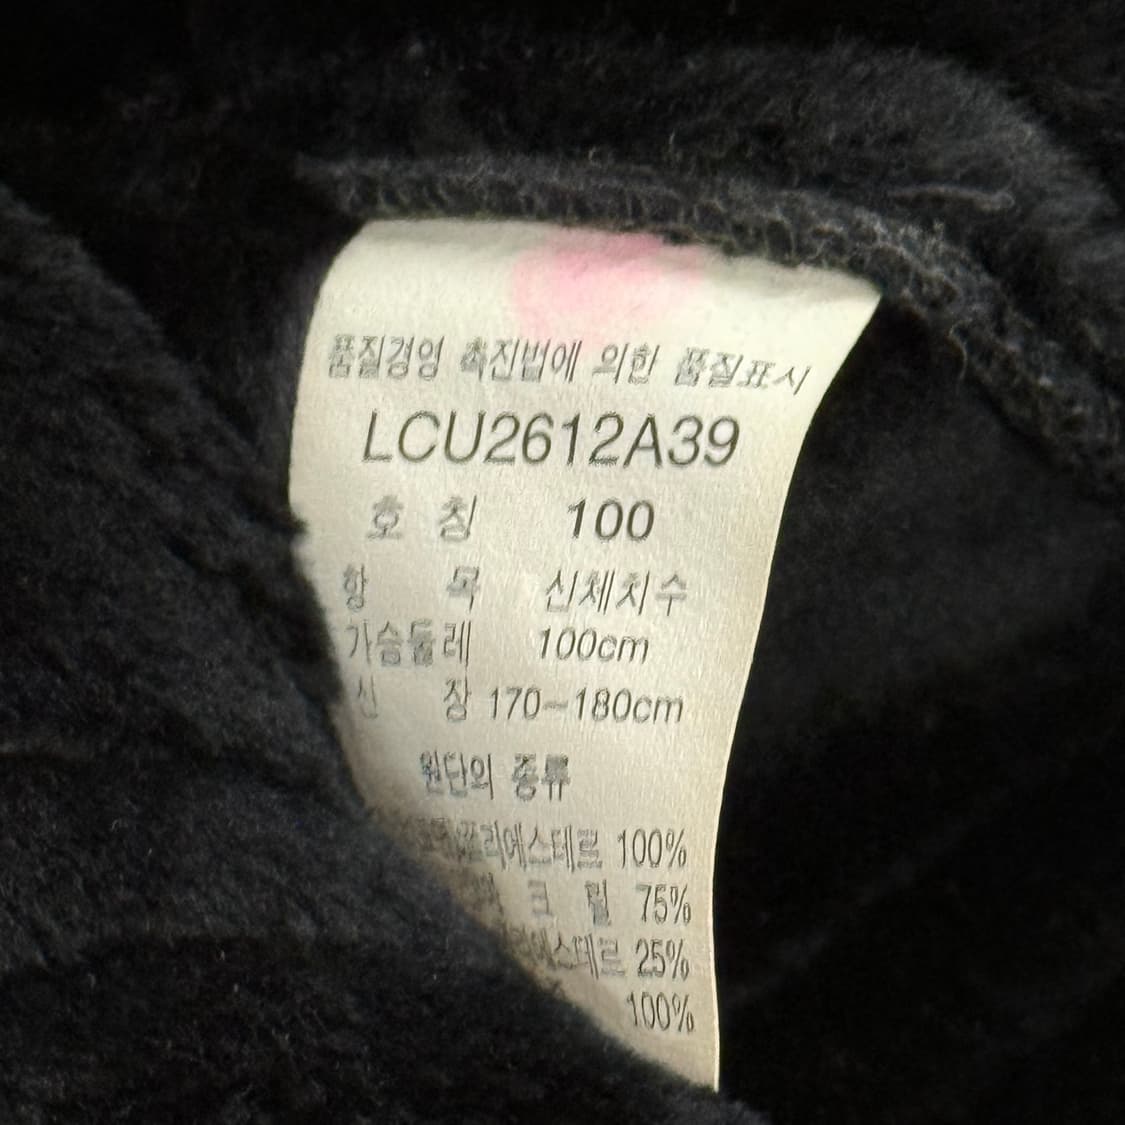 품질경영 촉진법에 의한 품질표시
LCU2612A39
호 칭 100
항 목 신체치수
가슴둘레 100cm
신 장 170~180cm
원단의 종류
폴리에스테르 100%
크 릴 75%
에스테르 25%
100%